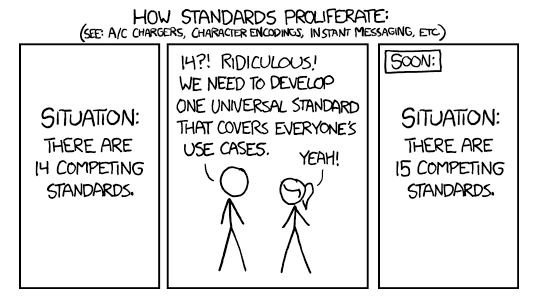 HOW STANDARDS PROLIFERATE:
(SEE: A/C CHARGERS, CHARACTER ENCODINGS, INSTANT MESSAGING, ETC.)
SITUATION:
THERE ARE
14 COMPETING
STANDARDS.
14?! RIDICULOUS!
WE NEED TO DEVELOP
ONE UNIVERSAL STANDARD
THAT COVERS EVERYONE'S
USE CASES.
YEAH!
SOON:
SITUATION:
THERE ARE
15 COMPETING
STANDARDS.